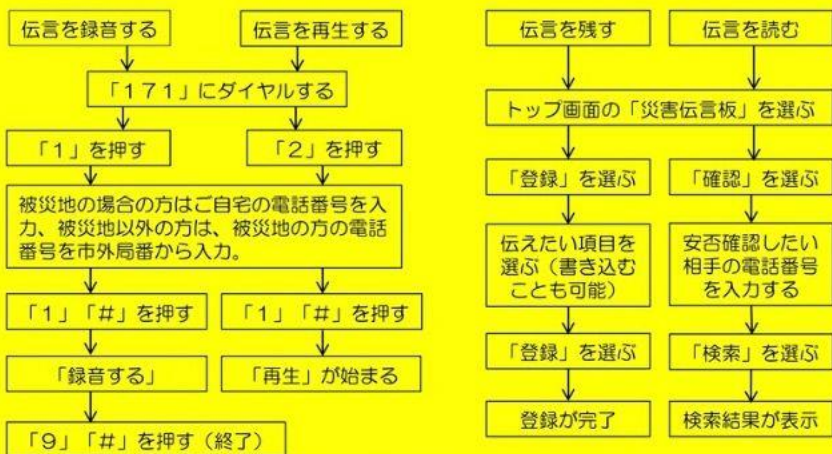 伝言を録音する
伝言を再生する
「171」にダイヤルする
「1」を押す
「2」を押す
被災地の場合の方はご自宅の電話番号を入
力、被災地以外の方は、被災地の方の電話
番号を市外局番から入力。
「1」「#」を押す
「1」「#」を押す
「録音する」
「再生」が始まる
「9」「#」を押す（終了）
伝言を残す
伝言を読む
トップ画面の「災害伝言板」を選ぶ
「登録」を選ぶ
「確認」を選ぶ
伝えたい項目を
選ぶ（書き込む
ことも可能）
安否確認したい
相手の電話番号
を入力する
「登録」を選ぶ
「検索」を選ぶ
登録が完了
検索結果が表示